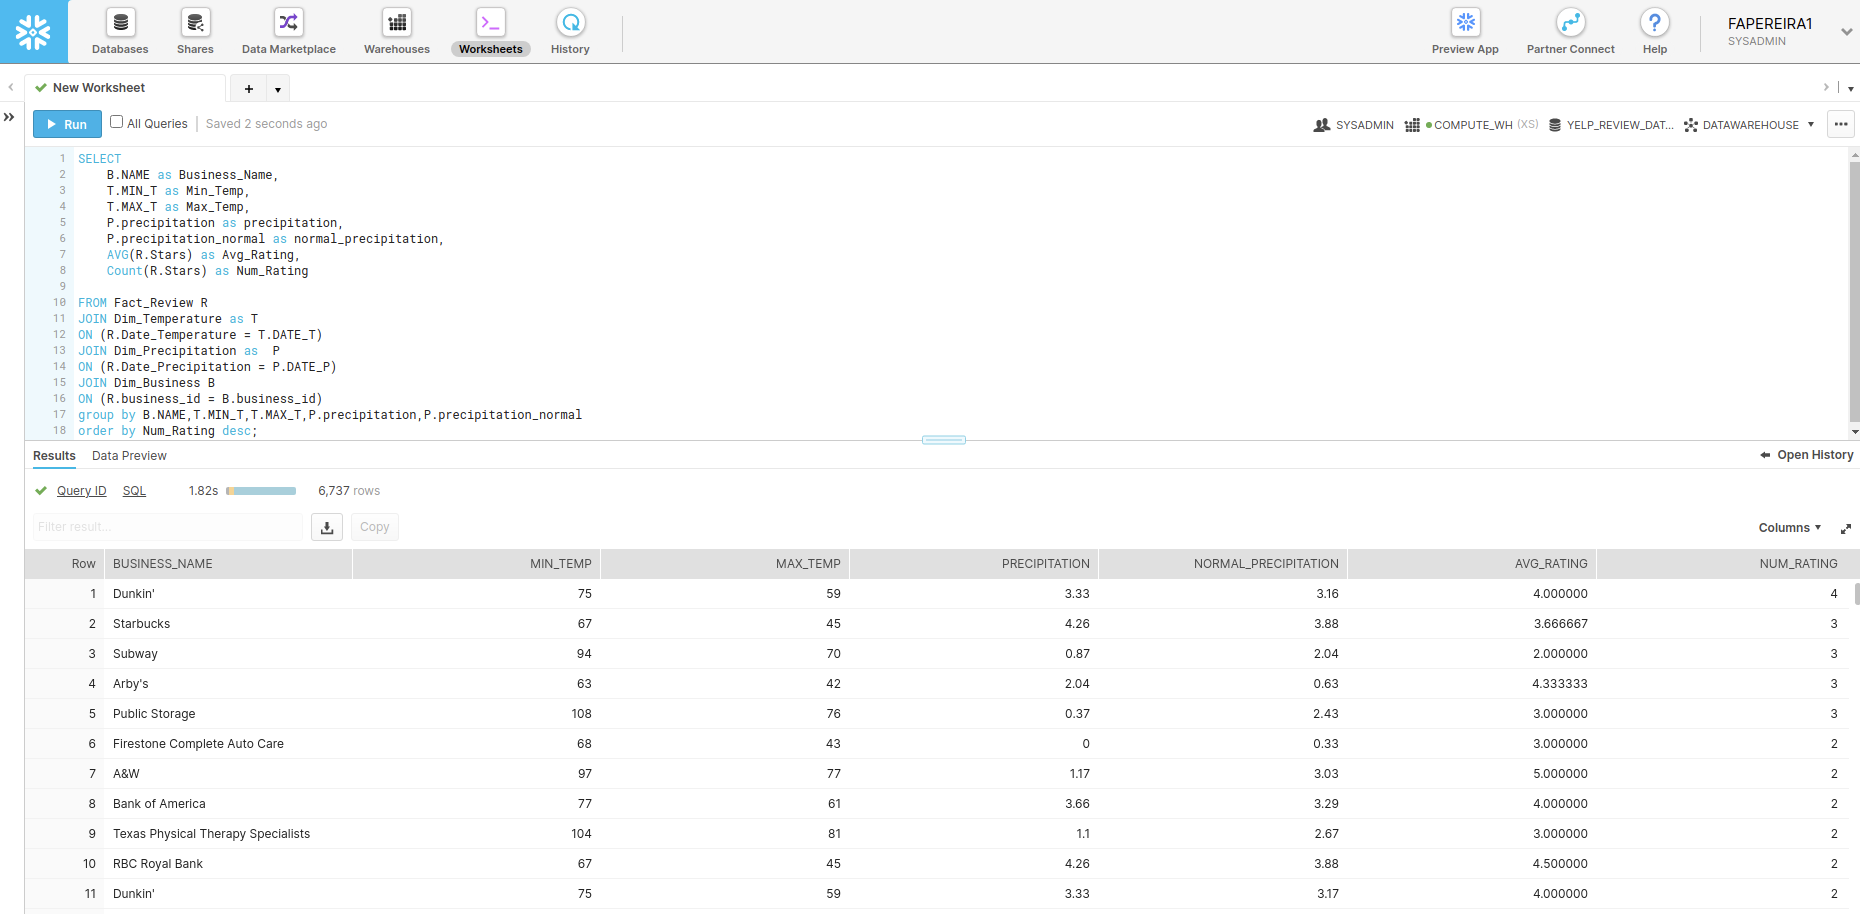 Databases Shares Data Marketplace Warehouses Worksheets History Preview App Partner Connect Help FAPEREIRA1
SYSADMIN
New Worksheet + 
Run All Queries Saved 2 seconds ago SYSADMIN COMPUTE_WH (XS) YELP_REVIEW_DAT... DATAWAREHOUSE ...
1 SELECT
2 B.NAME as Business_Name,
3 T.MIN_T as Min_Temp,
4 T.MAX_T as Max_Temp,
5 P.precipitation as precipitation,
6 P.precipitation_normal as normal_precipitation,
7 AVG(R.Stars) as Avg_Rating,
8 Count(R.Stars) as Num_Rating
9
10 FROM Fact_Review R
11 JOIN Dim_Temperature as T
12 ON (R.Date_Temperature = T.DATE_T)
13 JOIN Dim_Precipitation as  P
14 ON (R.Date_Precipitation = P.DATE_P)
15 JOIN Dim_Business B
16 ON (R.business_id = B.business_id)
17 group by B.NAME,T.MIN_T,T.MAX_T,P.precipitation,P.precipitation_normal
18 order by Num_Rating desc;
Results Data Preview Open History
Query ID SQL 1.82s 6,737 rows
Filter result... Copy Columns
Row BUSINESS_NAME MIN_TEMP MAX_TEMP PRECIPITATION NORMAL_PRECIPITATION AVG_RATING NUM_RATING
1 Dunkin' 75 59 3.33 3.16 4.000000 4
2 Starbucks 67 45 4.26 3.88 3.666667 3
3 Subway 94 70 0.87 2.04 2.000000 3
4 Arby's 63 42 2.04 0.63 4.333333 3
5 Public Storage 108 76 0.37 2.43 3.000000 3
6 Firestone Complete Auto Care 68 43 0 0.33 3.000000 2
7 A&W 97 77 1.17 3.03 5.000000 2
8 Bank of America 77 61 3.66 3.29 4.000000 2
9 Texas Physical Therapy Specialists 104 81 1.1 2.67 3.000000 2
10 RBC Royal Bank 67 45 4.26 3.88 4.500000 2
11 Dunkin' 75 59 3.33 3.17 4.000000 2